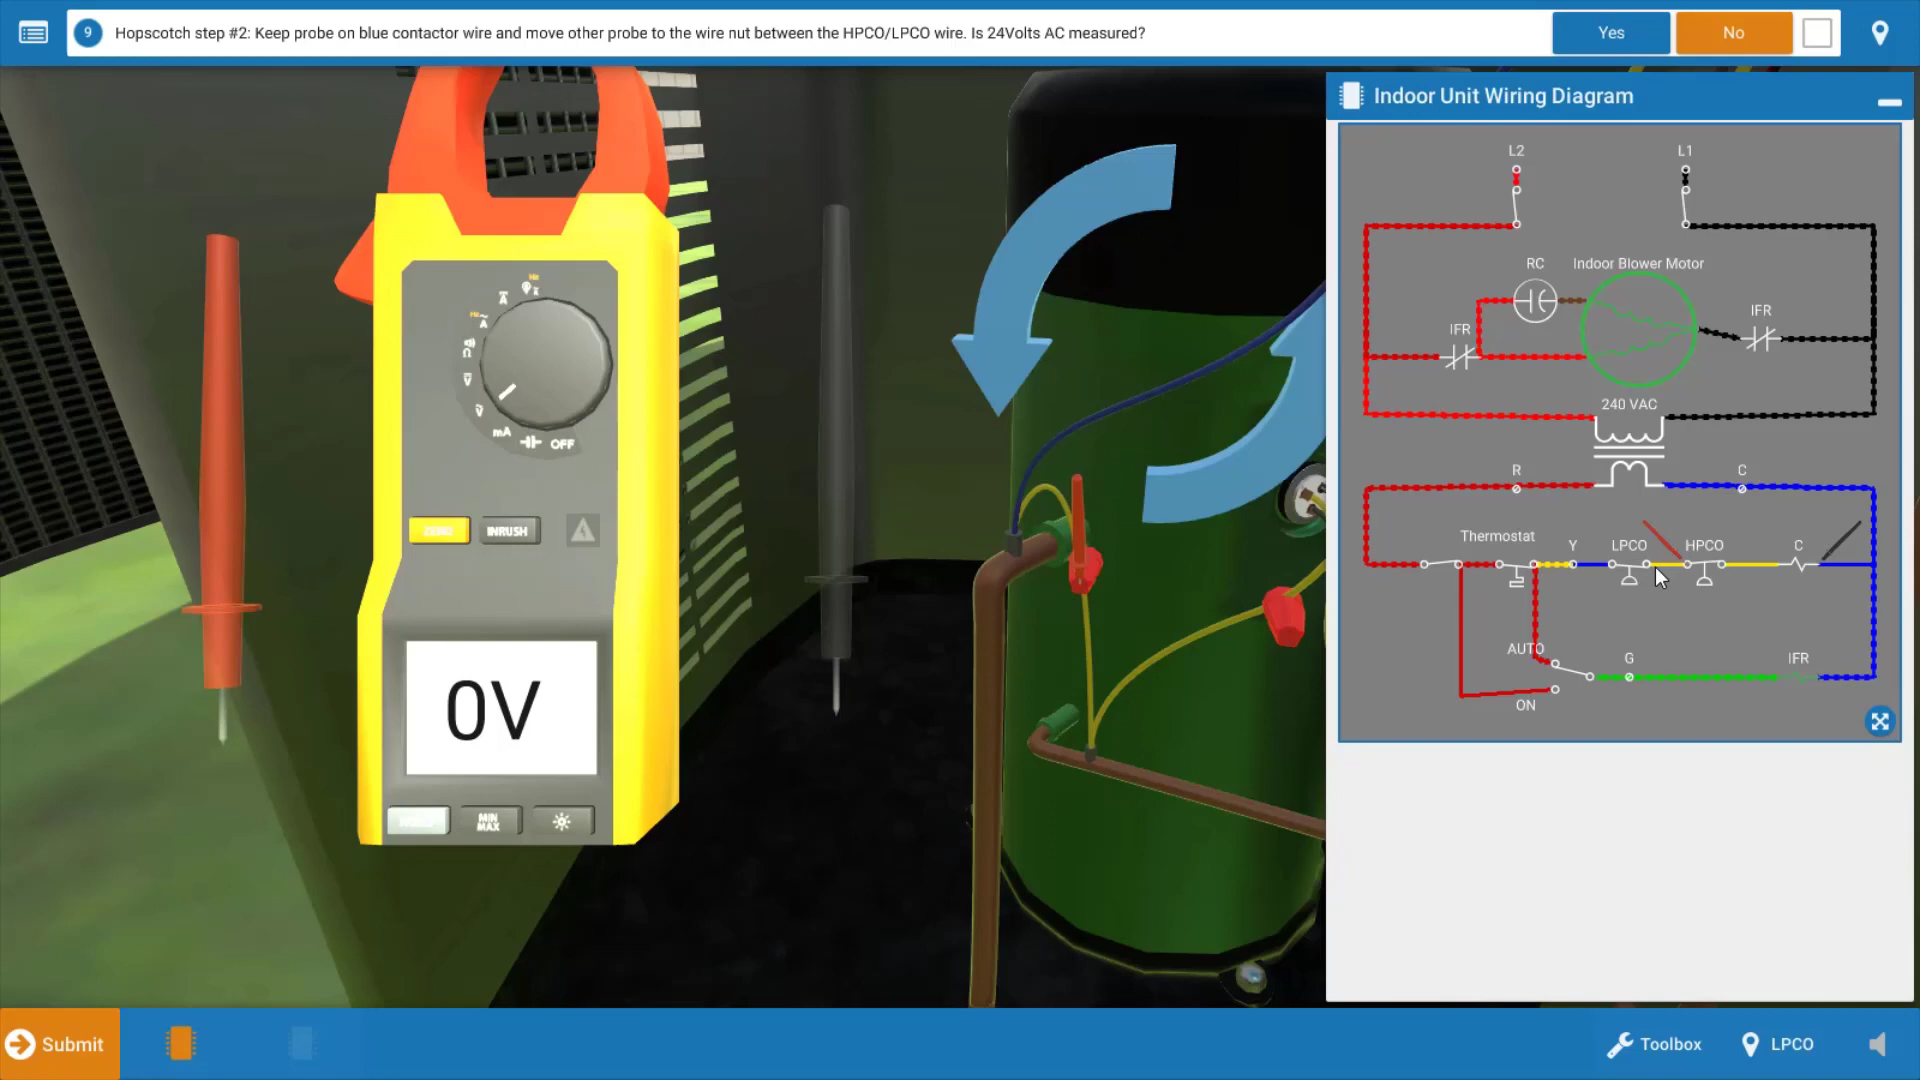 9
Hopscotch step #2: Keep probe on blue contactor wire and move other probe to the wire nut between the HPCO/LPCO wire. Is 24Volts AC measured?
Yes
No
Indoor Unit Wiring Diagram
L2
L1
RC
Indoor Blower Motor
IFR
IFR
240 VAC
R
C
Thermostat
Y
LPCO
HPCO
C
AUTO
G
IFR
ON
mA
OFF
ZERO
INRUSH
0V
MIN
MAX
Submit
Toolbox
LPCO